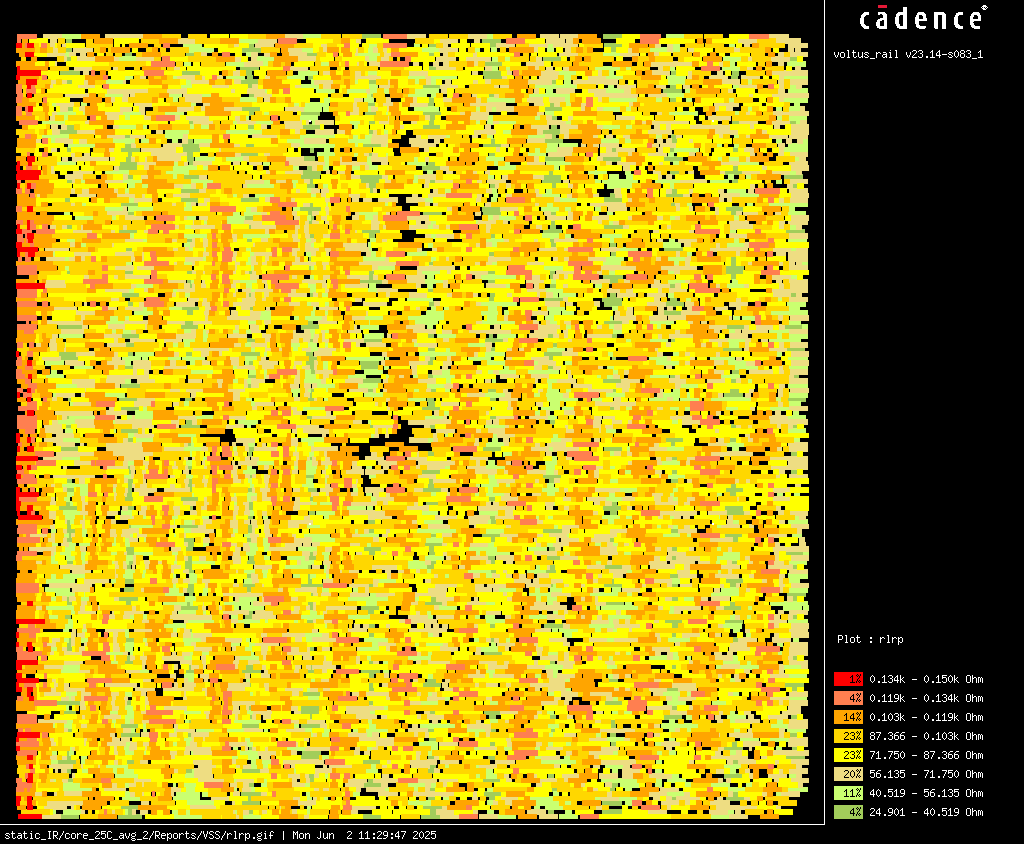 cādence®
voltus_rail v23.14-s083_1
Plot : rlrp
1% 0.134k - 0.150k Ohm
4% 0.119k - 0.134k Ohm
14% 0.103k - 0.119k Ohm
23% 87.366 - 0.103k Ohm
23% 71.750 - 87.366 Ohm
20% 56.135 - 71.750 Ohm
11% 40.519 - 56.135 Ohm
4% 24.901 - 40.519 Ohm
static_IR/core_25C_avg_2/Reports/VSS/rlrp.gif | Mon Jun  2 11:29:47 2025